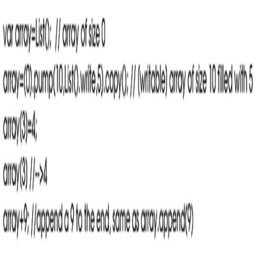 var array=List(); // array of size 0
array=(0).pump(10,List().write,5).copy(); // (writable) array of size 10 filled with 5
array(3)=4;
array(3) //-->4
array+9; //append a 9 to the end, same as array.append(9)